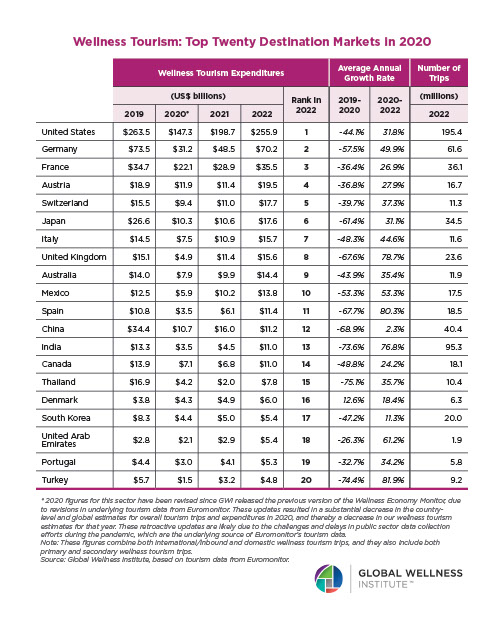 Wellness Tourism: Top Twenty Destination Markets in 2020
Wellness Tourism Expenditures Average Annual Growth Rate Number of Trips
(US$ billions) Rank in 2022 2019-2020 2020-2022 (millions)
2019 2020* 2021 2022 2022
United States $263.5 $147.3 $198.7 $255.9 1 -44.1% 31.8% 195.4
Germany $73.5 $31.2 $48.5 $70.2 2 -57.5% 49.9% 61.6
France $34.7 $22.1 $28.9 $35.5 3 -36.4% 26.9% 36.1
Austria $18.9 $11.9 $11.4 $19.5 4 -36.8% 27.9% 16.7
Switzerland $15.5 $9.4 $11.0 $17.7 5 -39.7% 37.3% 11.3
Japan $26.6 $10.3 $10.6 $17.6 6 -61.4% 31.1% 34.5
Italy $14.5 $7.5 $10.9 $15.7 7 -48.3% 44.6% 11.6
United Kingdom $15.1 $4.9 $11.4 $15.6 8 -67.6% 78.7% 23.6
Australia $14.0 $7.9 $9.9 $14.4 9 -43.9% 35.4% 11.9
Mexico $12.5 $5.9 $10.2 $13.8 10 -53.3% 53.3% 17.5
Spain $10.8 $3.5 $6.1 $11.4 11 -67.7% 80.3% 18.5
China $34.4 $10.7 $16.0 $11.2 12 -68.9% 2.3% 40.4
India $13.3 $3.5 $4.5 $11.0 13 -73.6% 76.8% 95.3
Canada $13.9 $7.1 $6.8 $11.0 14 -48.8% 24.2% 18.1
Thailand $16.9 $4.2 $2.0 $7.8 15 -75.1% 35.7% 10.4
Denmark $3.8 $4.3 $4.9 $6.0 16 12.6% 18.4% 6.3
South Korea $8.3 $4.4 $5.0 $5.4 17 -47.2% 11.3% 20.0
United Arab Emirates $2.8 $2.1 $2.9 $5.4 18 -26.3% 61.2% 1.9
Portugal $4.4 $3.0 $4.1 $5.3 19 -32.7% 34.2% 5.8
Turkey $5.7 $1.5 $3.2 $4.8 20 -74.4% 81.9% 9.2
* 2020 figures for this sector have been revised since GWI released the previous version of the Wellness Economy Monitor, due
to revisions in underlying tourism data from Euromonitor. These updates resulted in a substantial decrease in the country-
level and global estimates for overall tourism trips and expenditures in 2020, and thereby a decrease in our wellness tourism
estimates for that year. These retroactive updates are likely due to the challenges and delays in public sector data collection
efforts during the pandemic, which are the underlying source of Euromonitor's tourism data.
Note: These figures combine both international/inbound and domestic wellness tourism trips, and they also include both
primary and secondary wellness tourism trips.
Source: Global Wellness Institute, based on tourism data from Euromonitor.
GLOBAL WELLNESS
INSTITUTE™